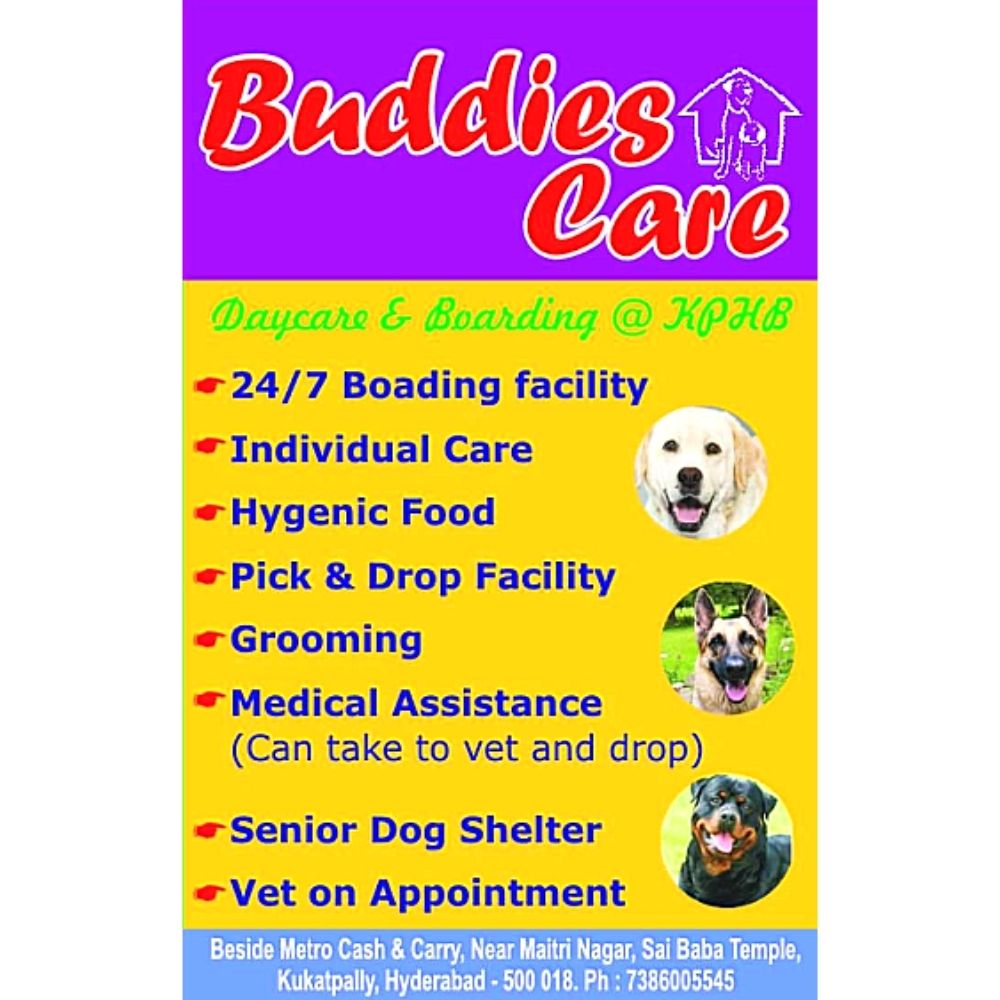 Buddies
Care
Daycare & Boarding @ KPHB
24/7 Boading facility
Individual Care
Hygenic Food
Pick & Drop Facility
Grooming
Medical Assistance
(Can take to vet and drop)
Senior Dog Shelter
Vet on Appointment
Beside Metro Cash & Carry, Near Maitri Nagar, Sai Baba Temple,
Kukatpally, Hyderabad - 500 018. Ph : 7386005545